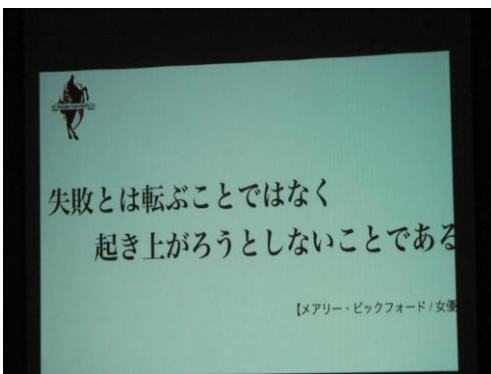 失敗とは転ぶことではなく
起き上がろうとしないことである
【メアリー・ピックフォード / 女優